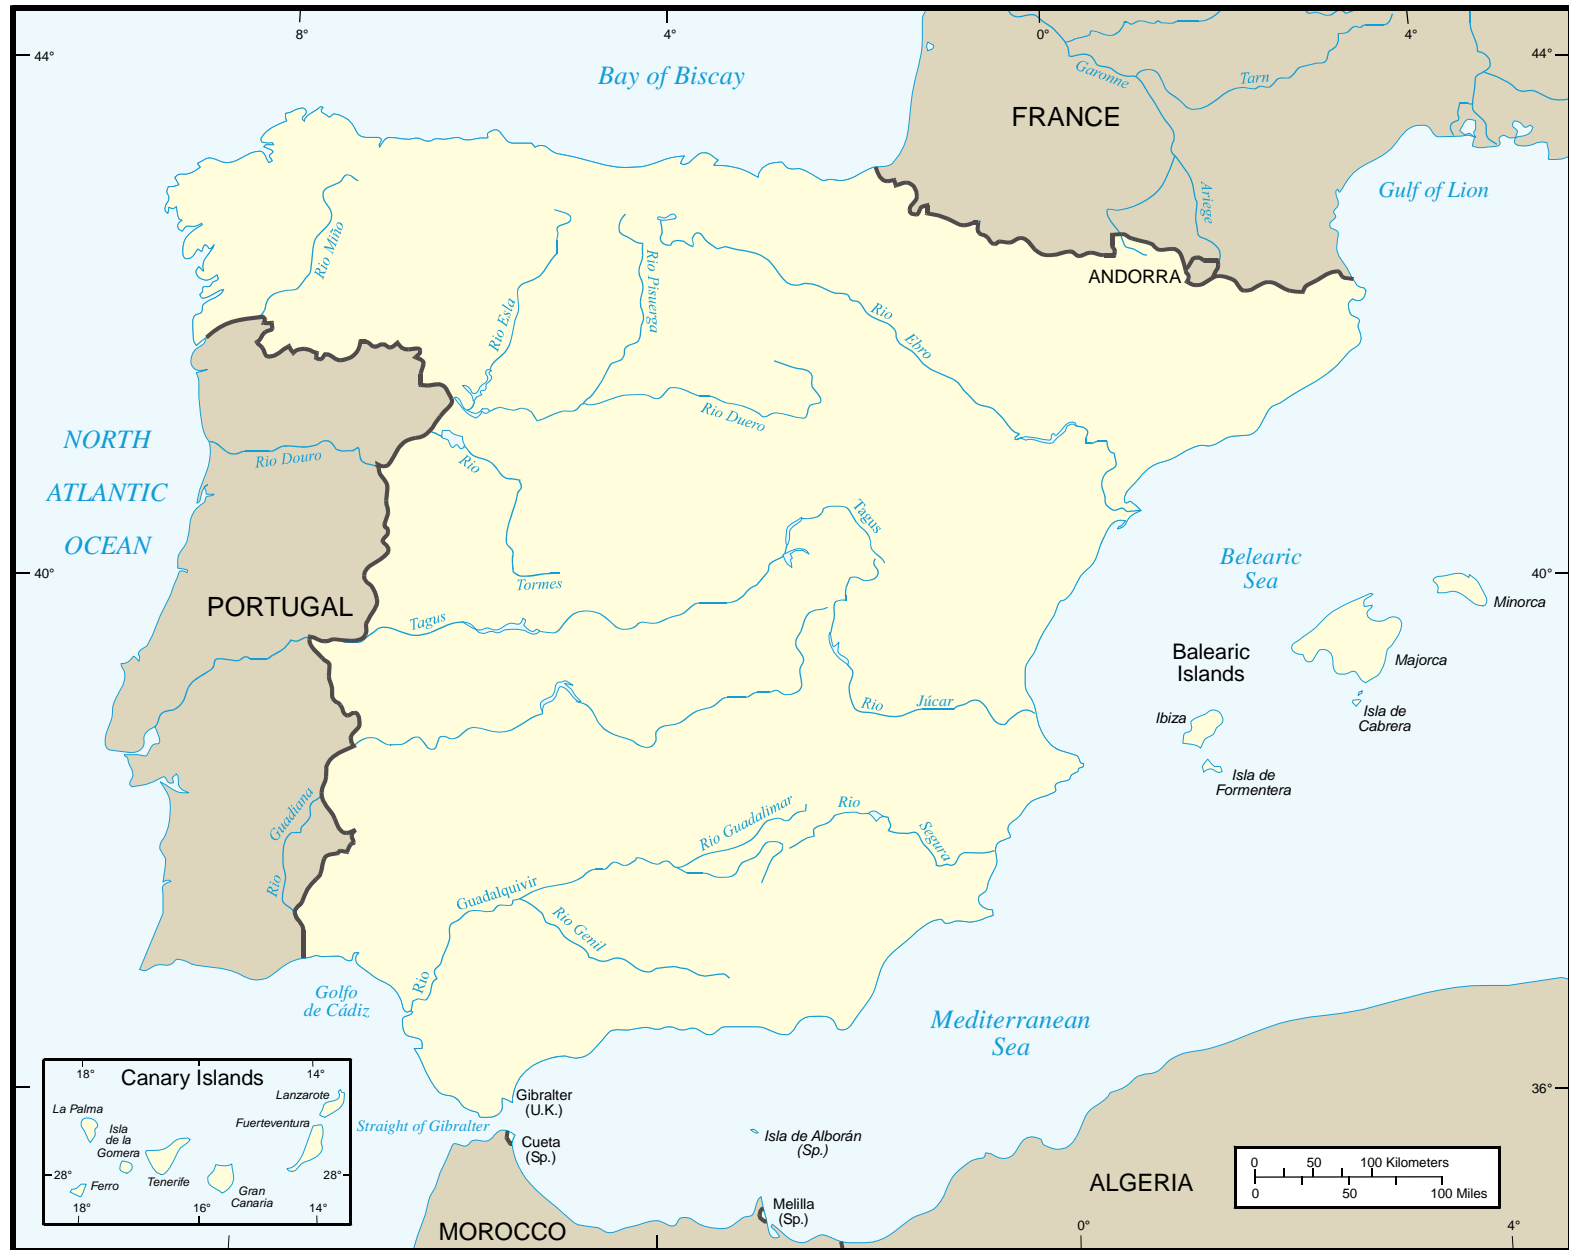 8°
4°
0°
4°
44°
44°
Bay of Biscay
Garonne
Tarn
FRANCE
Gulf of Lion
Ariege
Rio Miño
Rio Esla
Rio Pisuerga
ANDORRA
Rio
Ebro
Rio Duero
NORTH
ATLANTIC
OCEAN
Rio Douro
Rio
Tormes
Tagus
Belearic
Sea
40°
40°
PORTUGAL
Tagus
Minorca
Balearic
Islands
Majorca
Ibiza
Isla de
Cabrera
Rio
Júcar
Isla de
Formentera
Guadiana
Rio
Rio Guadalimar
Rio
Segura
Guadalquivir
Rio
Rio Genil
Golfo
de Cádiz
Mediterranean
Sea
Canary Islands
18°
14°
La Palma
Isla
de la
Gomera
Lanzarote
Fuerteventura
28°
28°
Ferro
Tenerife
Gran
Canaria
18°
16°
14°
Gibralter
(U.K.)
Straight of Gibralter
Cueta
(Sp.)
Isla de Alborán
(Sp.)
36°
ALGERIA
Melilla
(Sp.)
MOROCCO
0 50 100 Kilometers
0 50 100 Miles
0°
4°